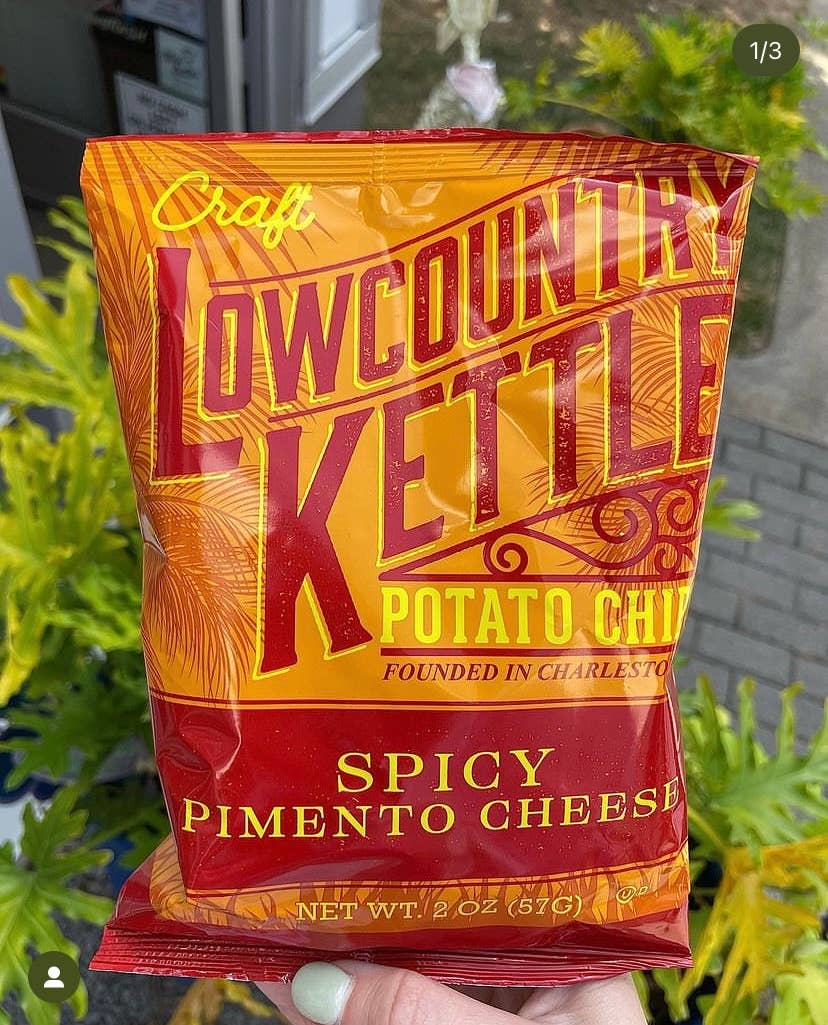 1/3
Craft
LOWCOUNTRY
KETTLE
POTATO CHI
FOUNDED IN CHARLESTO
SPICY
PIMENTO CHEESE
NET WT. 2 OZ (57G)
U D